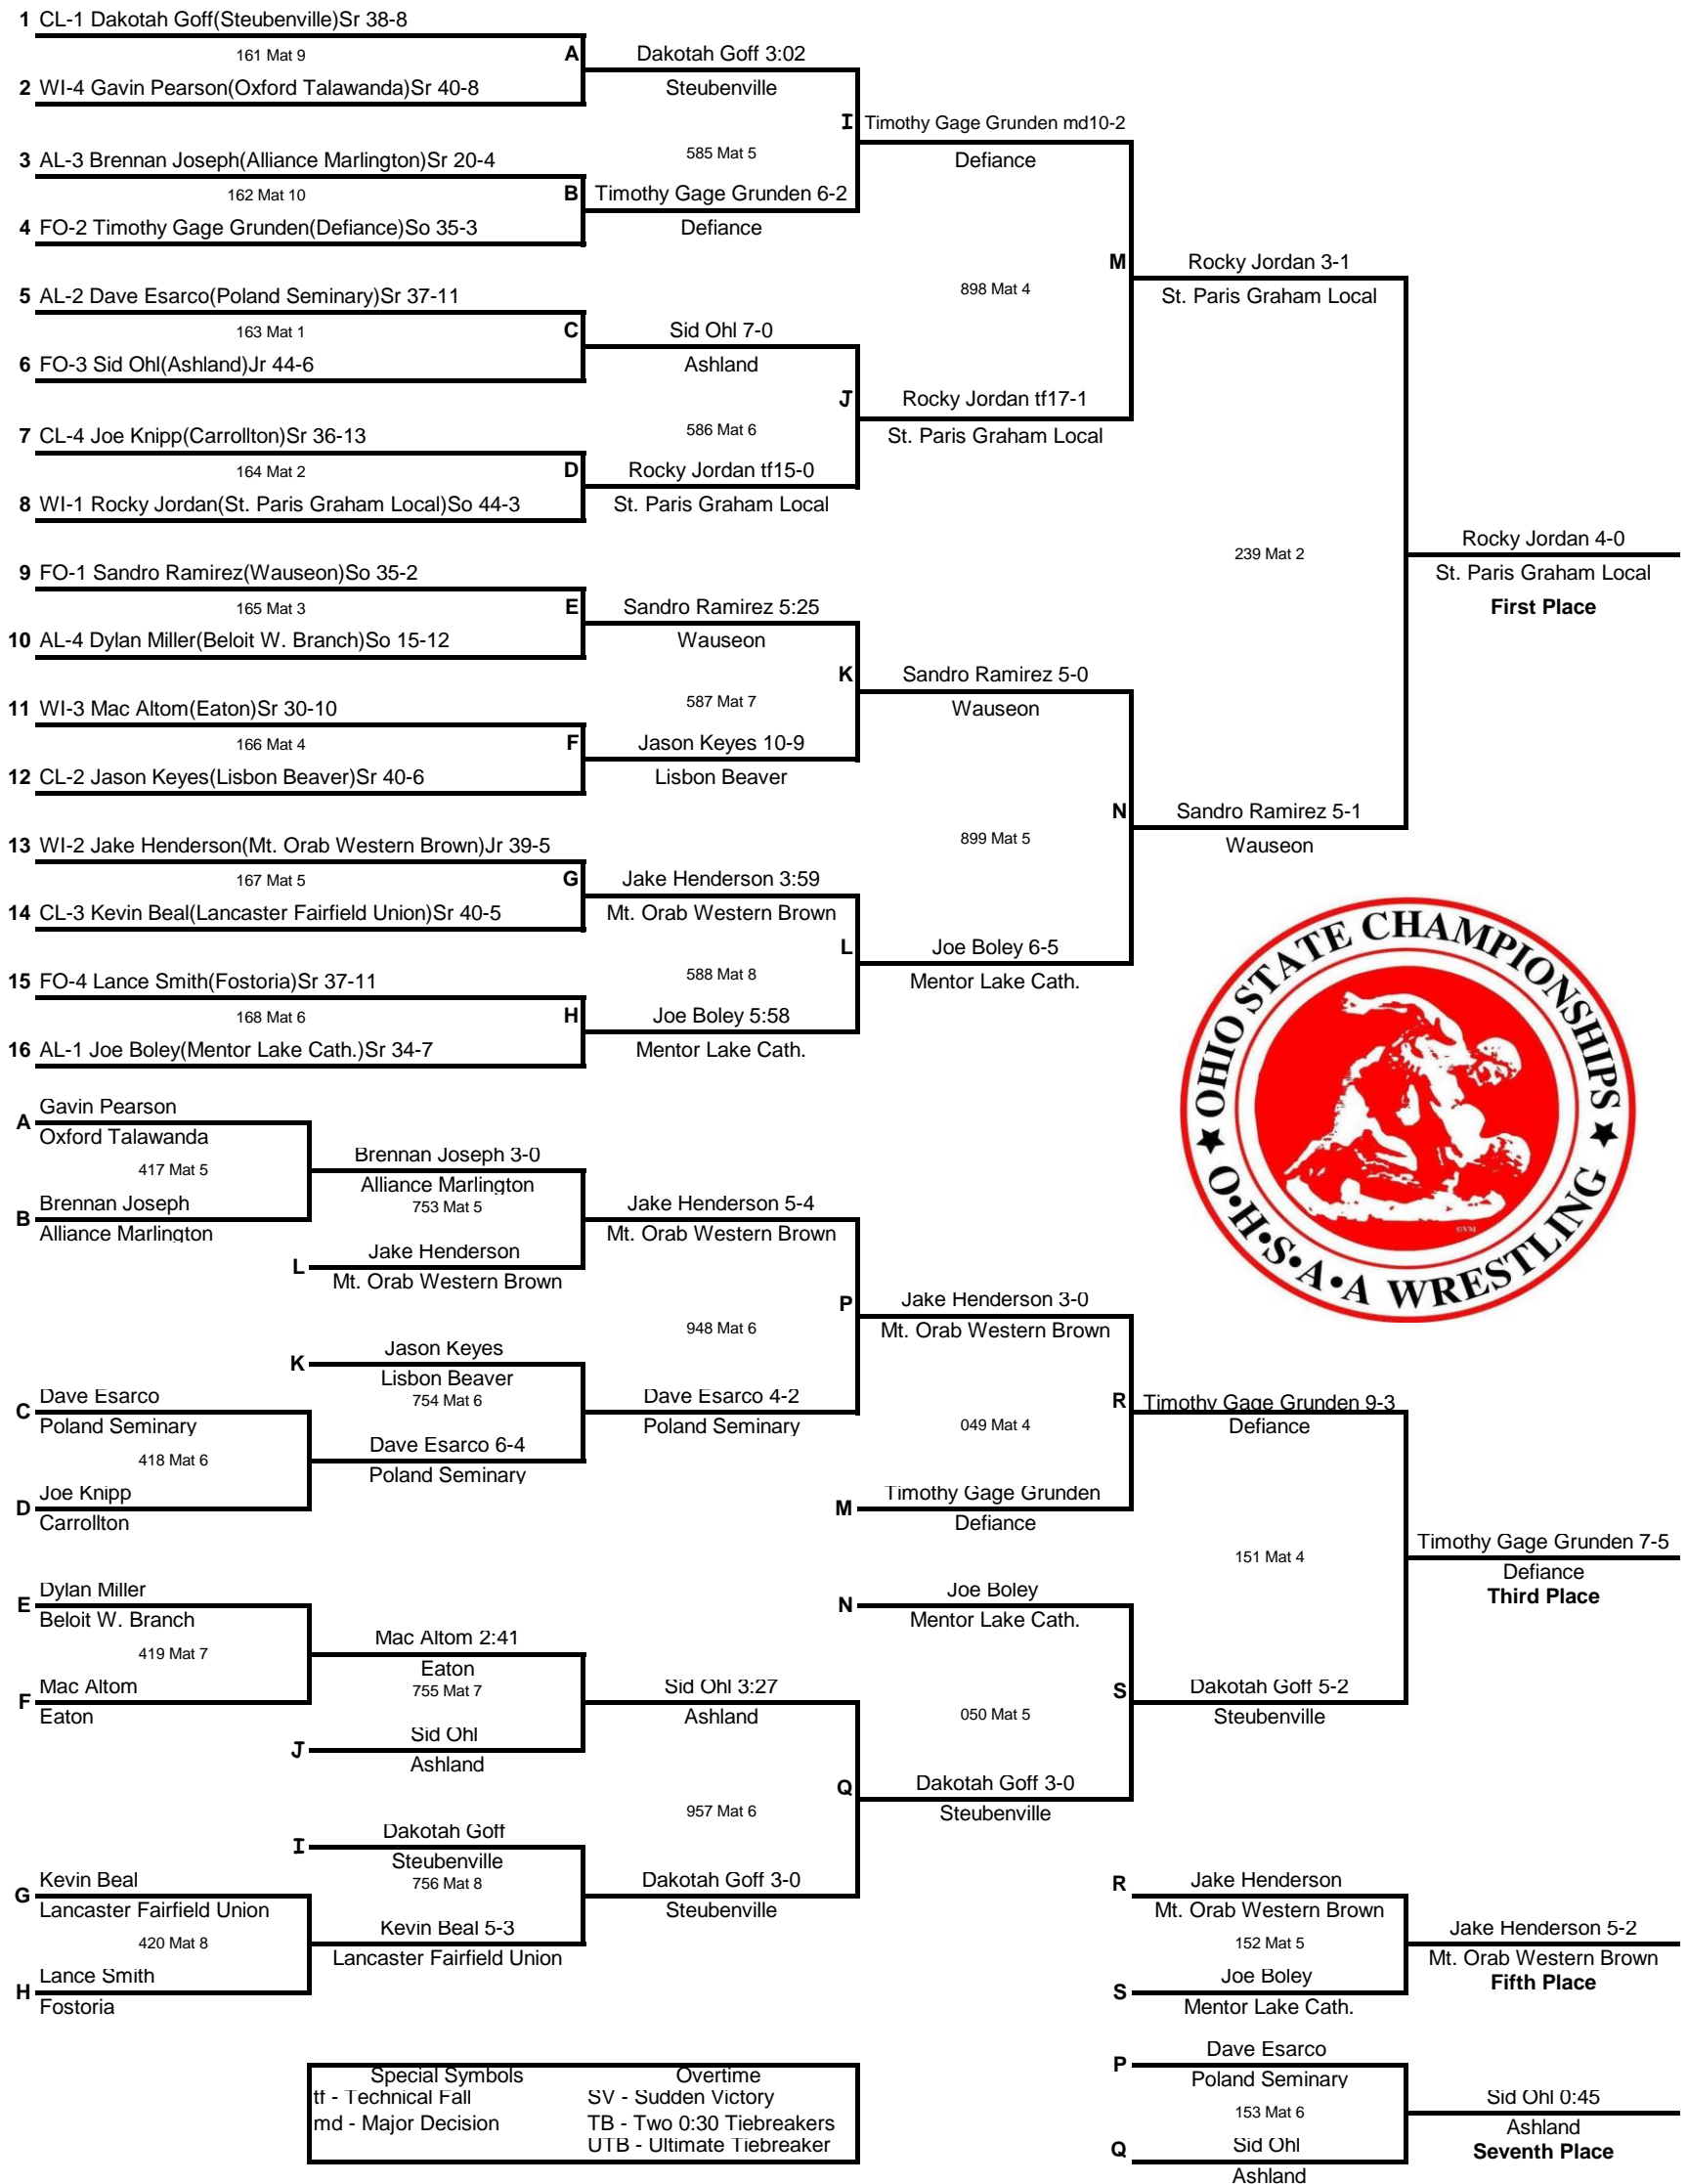 1 CL-1 Dakotah Goff(Steubenville)Sr 38-8
161 Mat 9
A
2 WI-4 Gavin Pearson(Oxford Talawanda)Sr 40-8
Dakotah Goff 3:02
Steubenville
3 AL-3 Brennan Joseph(Alliance Marlington)Sr 20-4
162 Mat 10
B
4 FO-2 Timothy Gage Grunden(Defiance)So 35-3
585 Mat 5
Timothy Gage Grunden 6-2
Defiance
I
Timothy Gage Grunden md10-2
Defiance
5 AL-2 Dave Esarco(Poland Seminary)Sr 37-11
163 Mat 1
C
6 FO-3 Sid Ohl(Ashland)Jr 44-6
Sid Ohl 7-0
Ashland
7 CL-4 Joe Knipp(Carrollton)Sr 36-13
164 Mat 2
D
8 WI-1 Rocky Jordan(St. Paris Graham Local)So 44-3
586 Mat 6
Rocky Jordan tf15-0
St. Paris Graham Local
J
Rocky Jordan tf17-1
St. Paris Graham Local
898 Mat 4
M
Rocky Jordan 3-1
St. Paris Graham Local
9 FO-1 Sandro Ramirez(Wauseon)So 35-2
165 Mat 3
E
10 AL-4 Dylan Miller(Beloit W. Branch)So 15-12
Sandro Ramirez 5:25
Wauseon
11 WI-3 Mac Altom(Eaton)Sr 30-10
166 Mat 4
F
12 CL-2 Jason Keyes(Lisbon Beaver)Sr 40-6
587 Mat 7
Jason Keyes 10-9
Lisbon Beaver
K
Sandro Ramirez 5-0
Wauseon
13 WI-2 Jake Henderson(Mt. Orab Western Brown)Jr 39-5
167 Mat 5
G
14 CL-3 Kevin Beal(Lancaster Fairfield Union)Sr 40-5
Jake Henderson 3:59
Mt. Orab Western Brown
15 FO-4 Lance Smith(Fostoria)Sr 37-11
168 Mat 6
H
16 AL-1 Joe Boley(Mentor Lake Cath.)Sr 34-7
588 Mat 8
Joe Boley 5:58
Mentor Lake Cath.
L
Joe Boley 6-5
Mentor Lake Cath.
899 Mat 5
N
Sandro Ramirez 5-1
Wauseon
239 Mat 2
Rocky Jordan 4-0
St. Paris Graham Local
First Place
★ OHIO STATE CHAMPIONSHIPS ★
O•H•S•A•A WRESTLING
©VM
A
Gavin Pearson
Oxford Talawanda
417 Mat 5
B
Brennan Joseph
Alliance Marlington
Brennan Joseph 3-0
Alliance Marlington
753 Mat 5
L
Jake Henderson
Mt. Orab Western Brown
Jake Henderson 5-4
Mt. Orab Western Brown
K
Jason Keyes
Lisbon Beaver
754 Mat 6
C
Dave Esarco
Poland Seminary
418 Mat 6
D
Joe Knipp
Carrollton
Dave Esarco 6-4
Poland Seminary
948 Mat 6
Dave Esarco 4-2
Poland Seminary
P
Jake Henderson 3-0
Mt. Orab Western Brown
049 Mat 4
M
Timothy Gage Grunden
Defiance
R
Timothy Gage Grunden 9-3
Defiance
E
Dylan Miller
Beloit W. Branch
419 Mat 7
F
Mac Altom
Eaton
Mac Altom 2:41
Eaton
755 Mat 7
J
Sid Ohl
Ashland
Sid Ohl 3:27
Ashland
I
Dakotah Goff
Steubenville
756 Mat 8
G
Kevin Beal
Lancaster Fairfield Union
420 Mat 8
H
Lance Smith
Fostoria
Kevin Beal 5-3
Lancaster Fairfield Union
957 Mat 6
Dakotah Goff 3-0
Steubenville
N
Joe Boley
Mentor Lake Cath.
050 Mat 5
Q
Dakotah Goff 3-0
Steubenville
S
Dakotah Goff 5-2
Steubenville
151 Mat 4
Timothy Gage Grunden 7-5
Defiance
Third Place
R
Jake Henderson
Mt. Orab Western Brown
152 Mat 5
S
Joe Boley
Mentor Lake Cath.
Jake Henderson 5-2
Mt. Orab Western Brown
Fifth Place
P
Dave Esarco
Poland Seminary
153 Mat 6
Q
Sid Ohl
Ashland
Sid Ohl 0:45
Ashland
Seventh Place
Special Symbols
tf - Technical Fall
md - Major Decision
Overtime
SV - Sudden Victory
TB - Two 0:30 Tiebreakers
UTB - Ultimate Tiebreaker